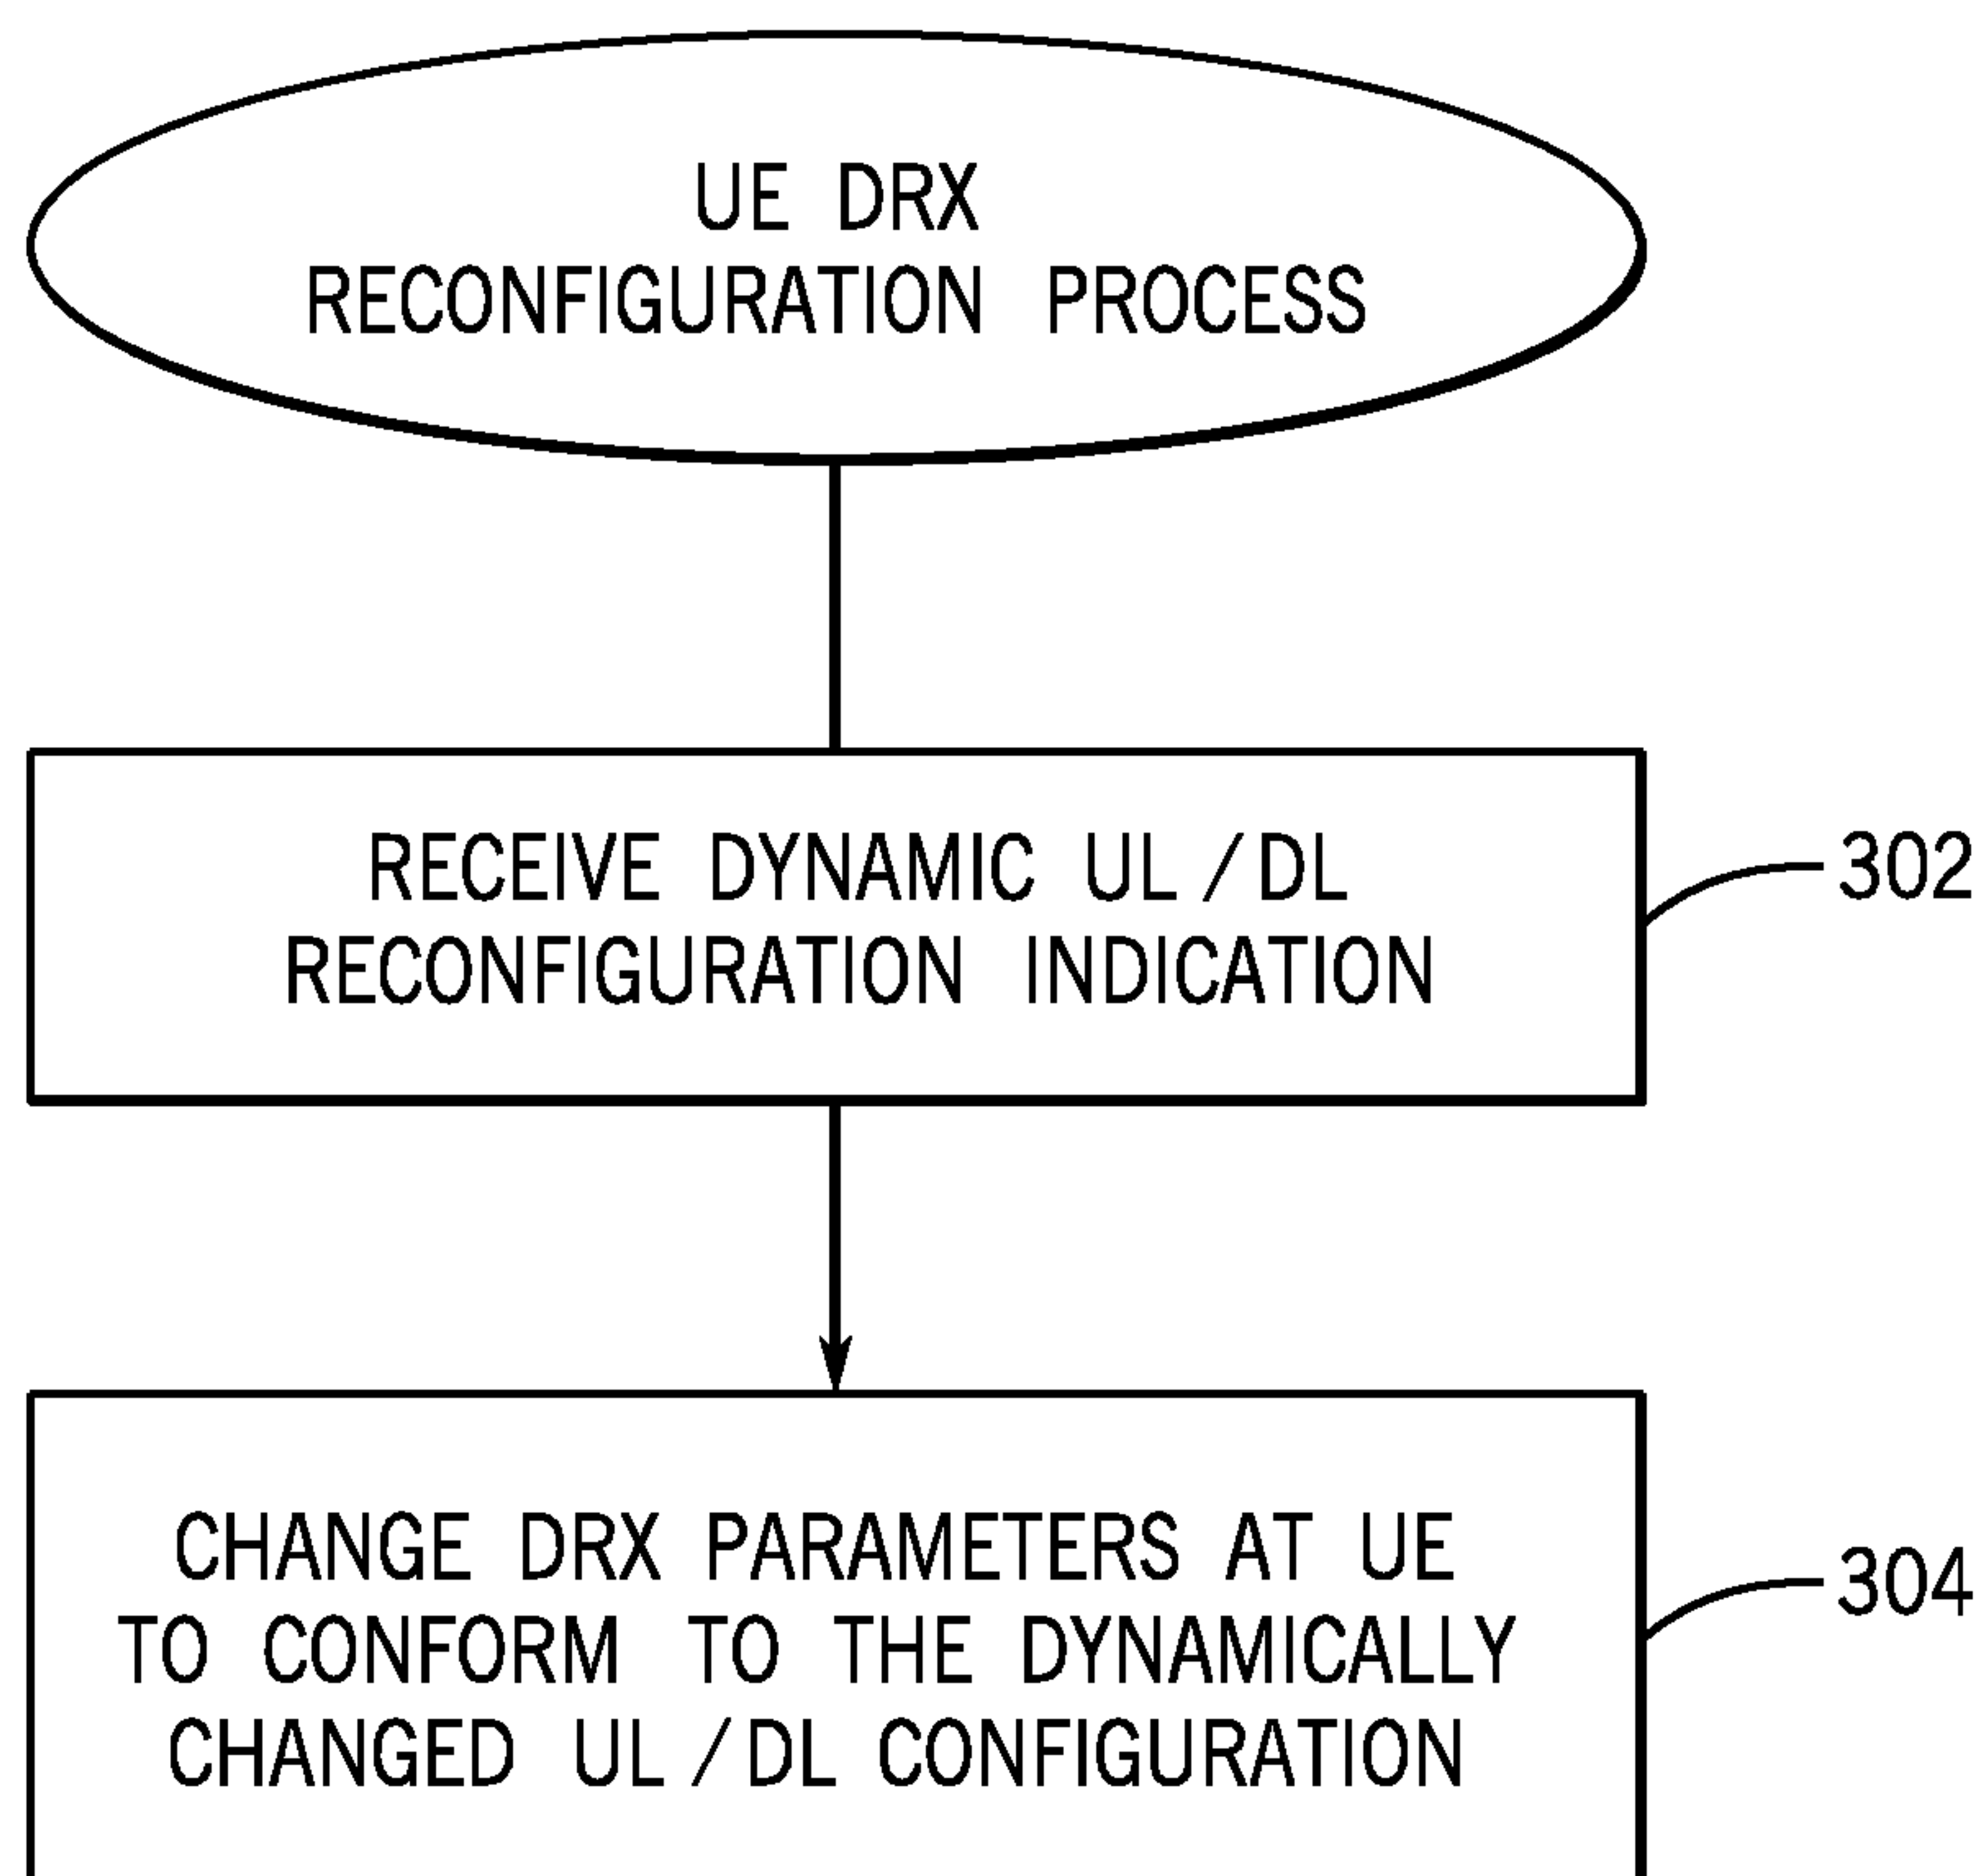 UE DRX
RECONFIGURATION PROCESS
RECEIVE DYNAMIC UL/DL
RECONFIGURATION INDICATION
302
CHANGE DRX PARAMETERS AT UE
TO CONFORM TO THE DYNAMICALLY
CHANGED UL/DL CONFIGURATION
304